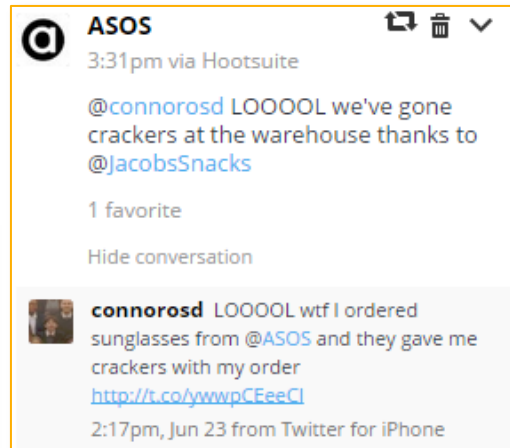 ASOS
3:31pm via Hootsuite
@connorosd LOOOOL we've gone
crackers at the warehouse thanks to
@JacobsSnacks
1 favorite
Hide conversation
connorosd LOOOOL wtf I ordered
sunglasses from @ASOS and they gave me
crackers with my order
http://t.co/ywwpCEeeCl
2:17pm, Jun 23 from Twitter for iPhone